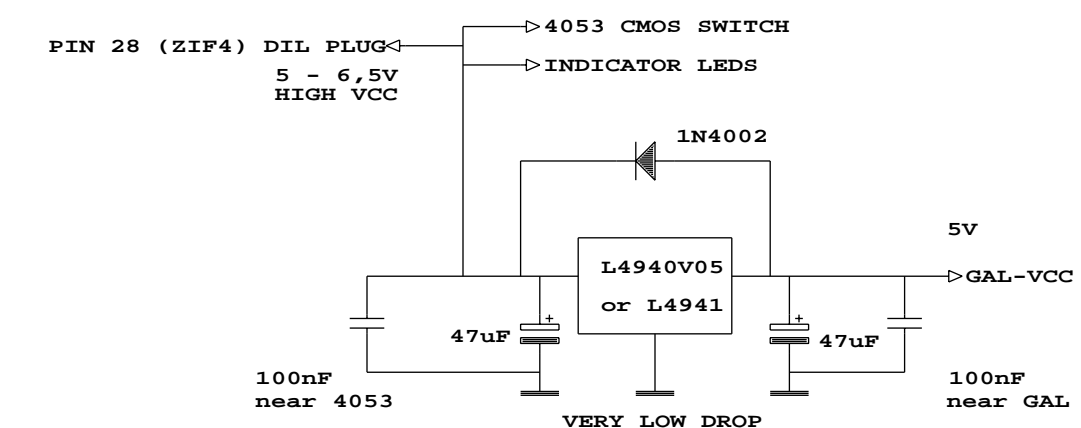 4053 CMOS SWITCH
PIN 28 (ZIF4) DIL PLUG
INDICATOR LEDS
5 - 6,5V
HIGH VCC
1N4002
5V
L4940V05
or L4941
GAL-VCC
+
47uF
+
47uF
100nF
near 4053
100nF
near GAL
VERY LOW DROP